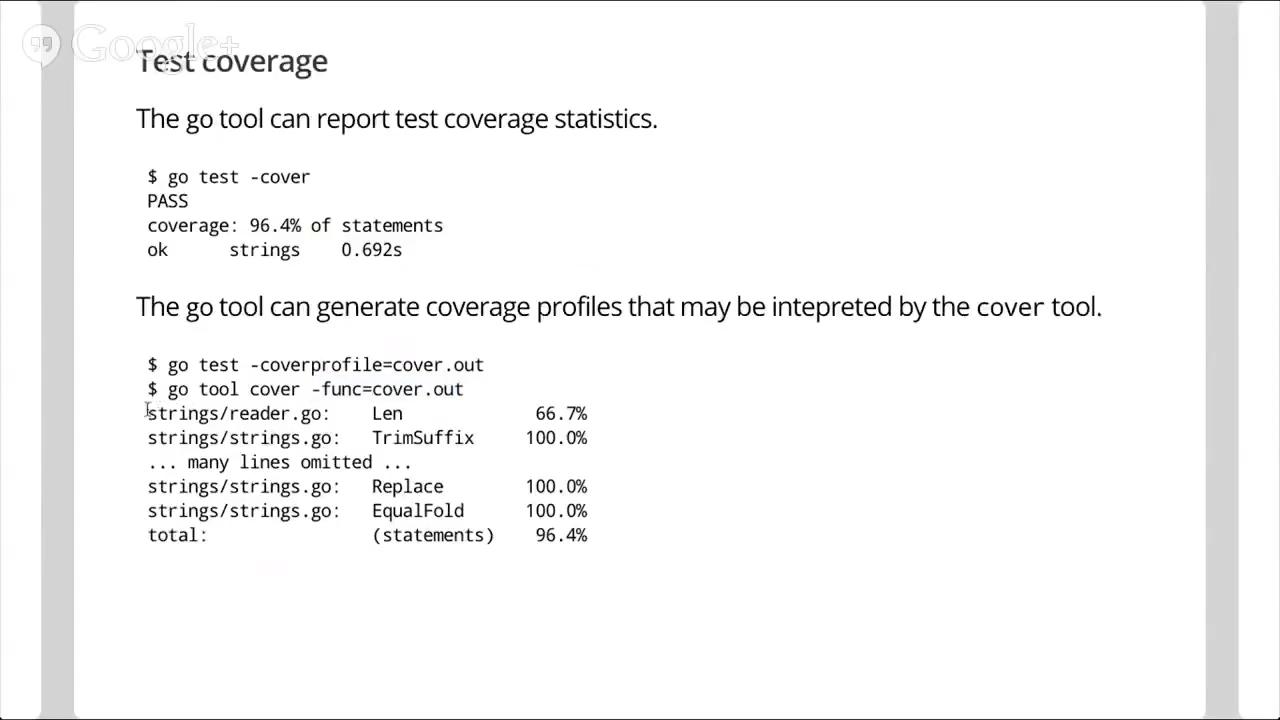 Google+
Test coverage
The go tool can report test coverage statistics.
$ go test -cover
PASS
coverage: 96.4% of statements
ok      strings    0.692s
The go tool can generate coverage profiles that may be intepreted by the cover tool.
$ go test -coverprofile=cover.out
$ go tool cover -func=cover.out
strings/reader.go:    Len             66.7%
strings/strings.go:   TrimSuffix     100.0%
... many lines omitted ...
strings/strings.go:   Replace        100.0%
strings/strings.go:   EqualFold      100.0%
total:                (statements)    96.4%